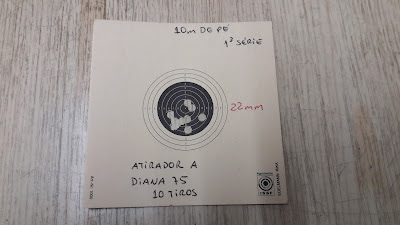 10m DE PÉ
1ª SÉRIE
22mm
ATIRADOR A
DIANA 75
10 TIROS